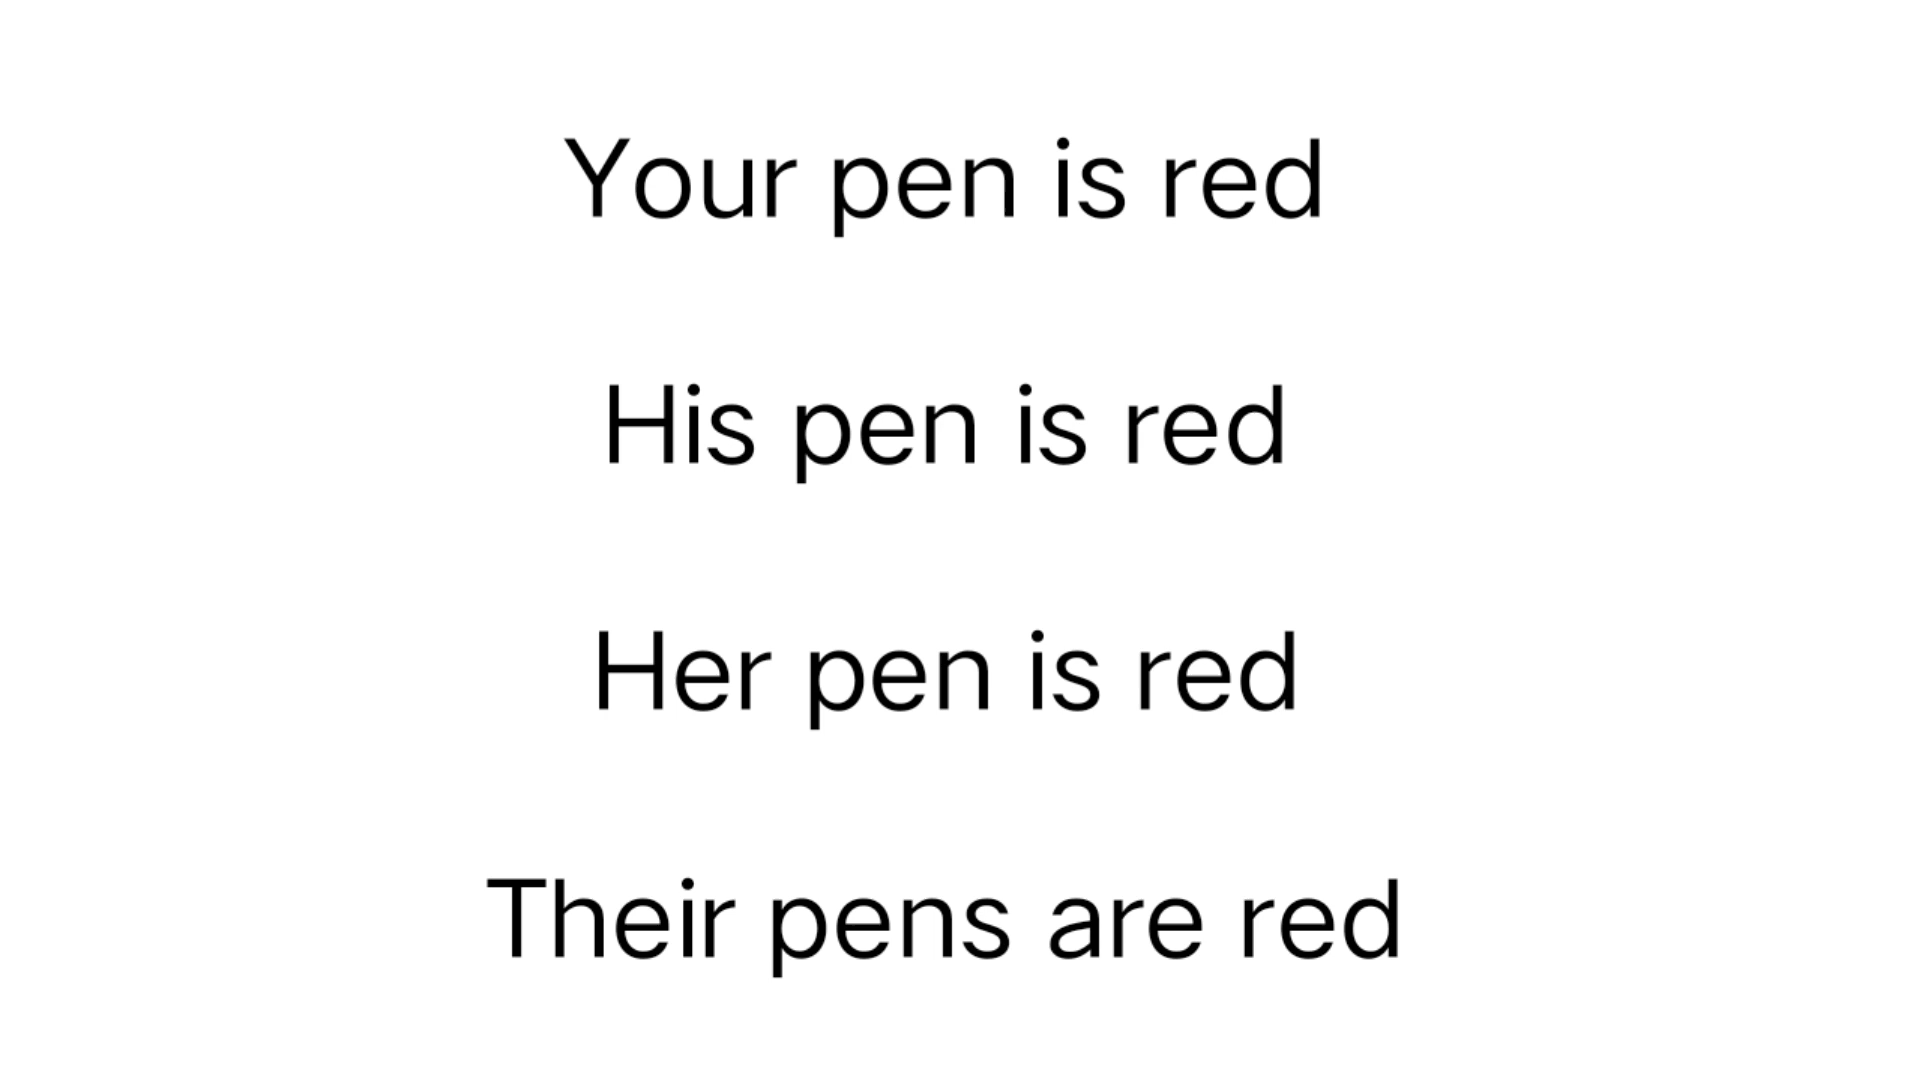 Your pen is red
His pen is red
Her pen is red
Their pens are red